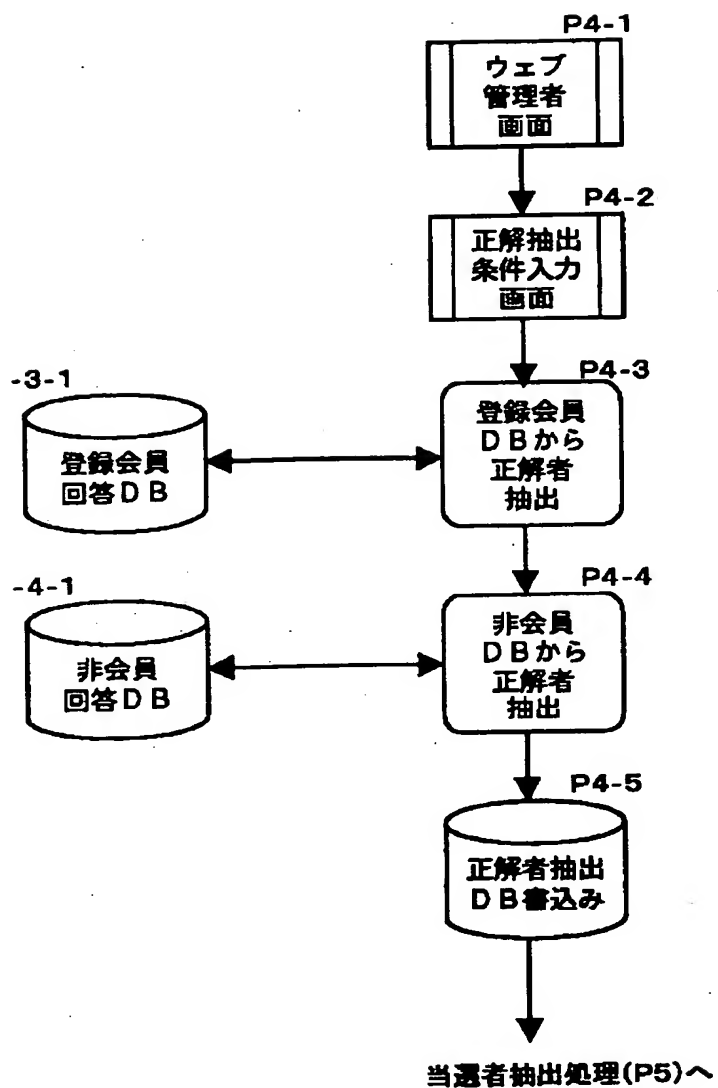 P4-1
ウェブ
管理者
画面
P4-2
正解抽出
条件入力
画面
P4-3
登録会員
DBから
正解者
抽出
-3-1
登録会員
回答DB
P4-4
非会員
DBから
正解者
抽出
-4-1
非会員
回答DB
P4-5
正解者抽出
DB書込み
当選者抽出処理(P5)へ